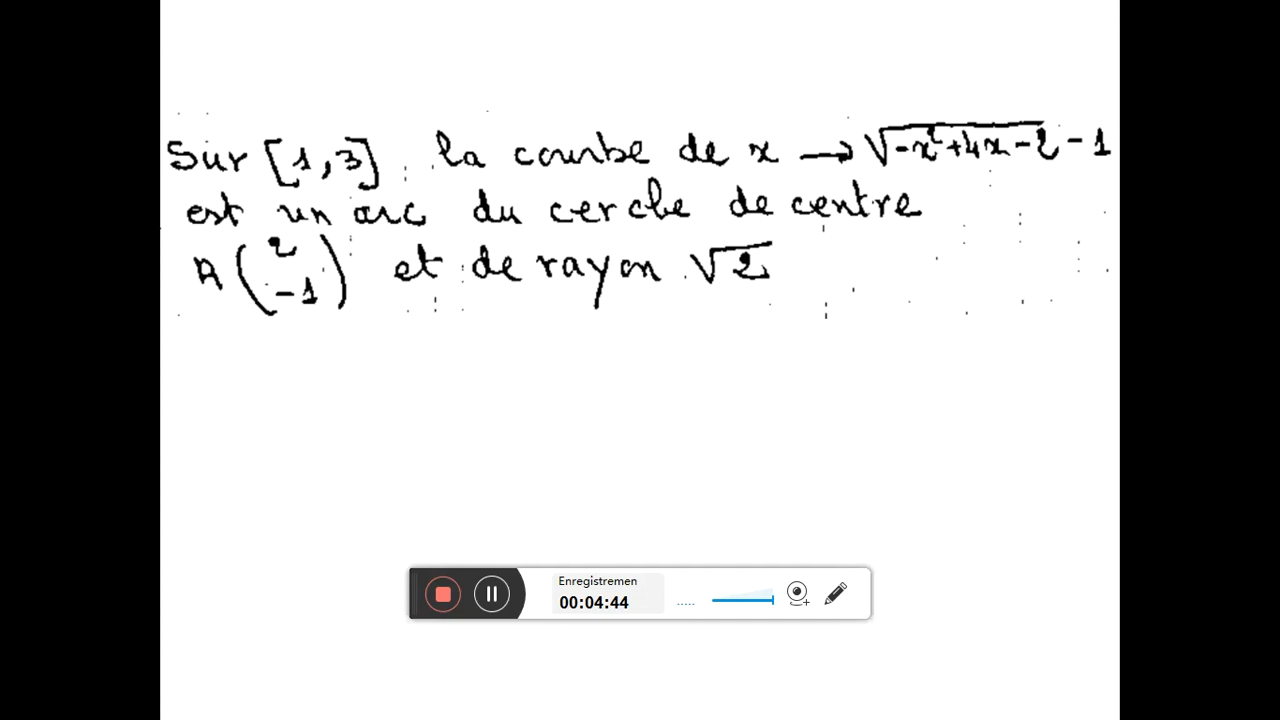 Sur [1,3] la courbe de x → √(-x²+4x-2) -1
est un arc du cercle de centre
A (2
-1) et de rayon √2
Enregistremen
00:04:44